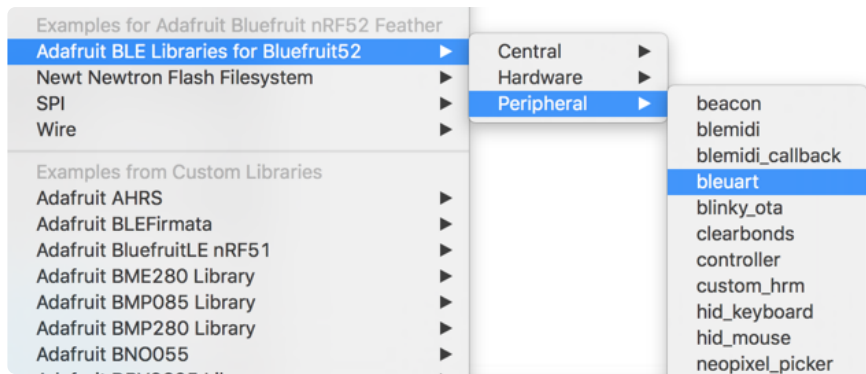 Examples for Adafruit Bluefruit nRF52 Feather
Adafruit BLE Libraries for Bluefruit52
Newt Newtron Flash Filesystem
SPI
Wire
Examples from Custom Libraries
Adafruit AHRS
Adafruit BLEFirmata
Adafruit BluefruitLE nRF51
Adafruit BME280 Library
Adafruit BMP085 Library
Adafruit BMP280 Library
Adafruit BNO055
Central
Hardware
Peripheral
beacon
blemidi
blemidi_callback
bleuart
blinky_ota
clearbonds
controller
custom_hrm
hid_keyboard
hid_mouse
neopixel_picker